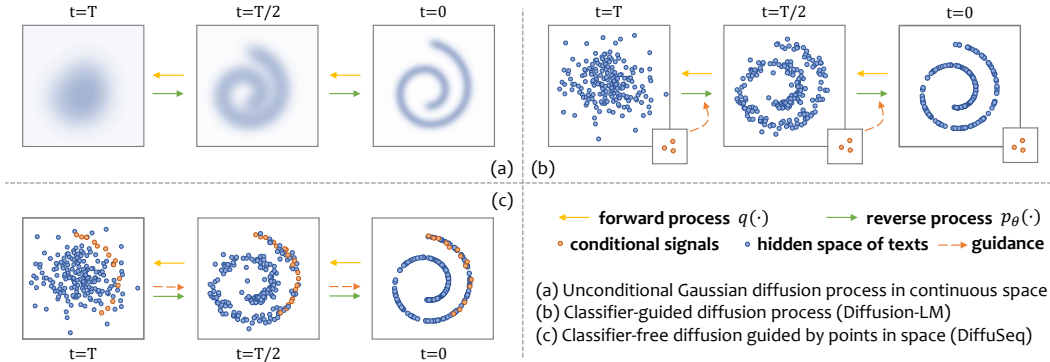 t=T
t=T/2
t=0
(a)
t=T
t=T/2
t=0
(b)
(c)
t=T
t=T/2
t=0
forward process q(·)
reverse process pθ(·)
conditional signals
hidden space of texts
guidance
(a) Unconditional Gaussian diffusion process in continuous space
(b) Classifier-guided diffusion process (Diffusion-LM)
(c) Classifier-free diffusion guided by points in space (DiffuSeq)